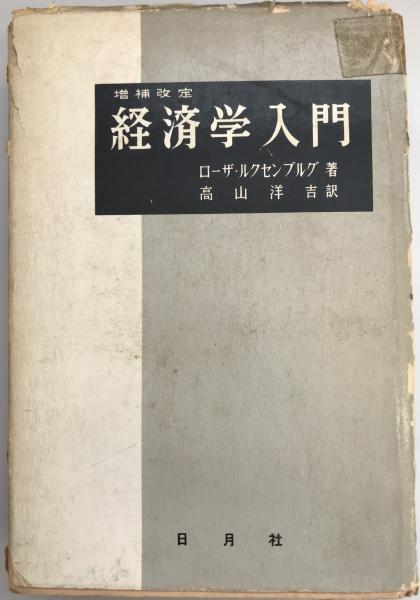 増補改定
経済学入門
ローザ・ルクセンブルグ 著
高山洋吉訳
日月社